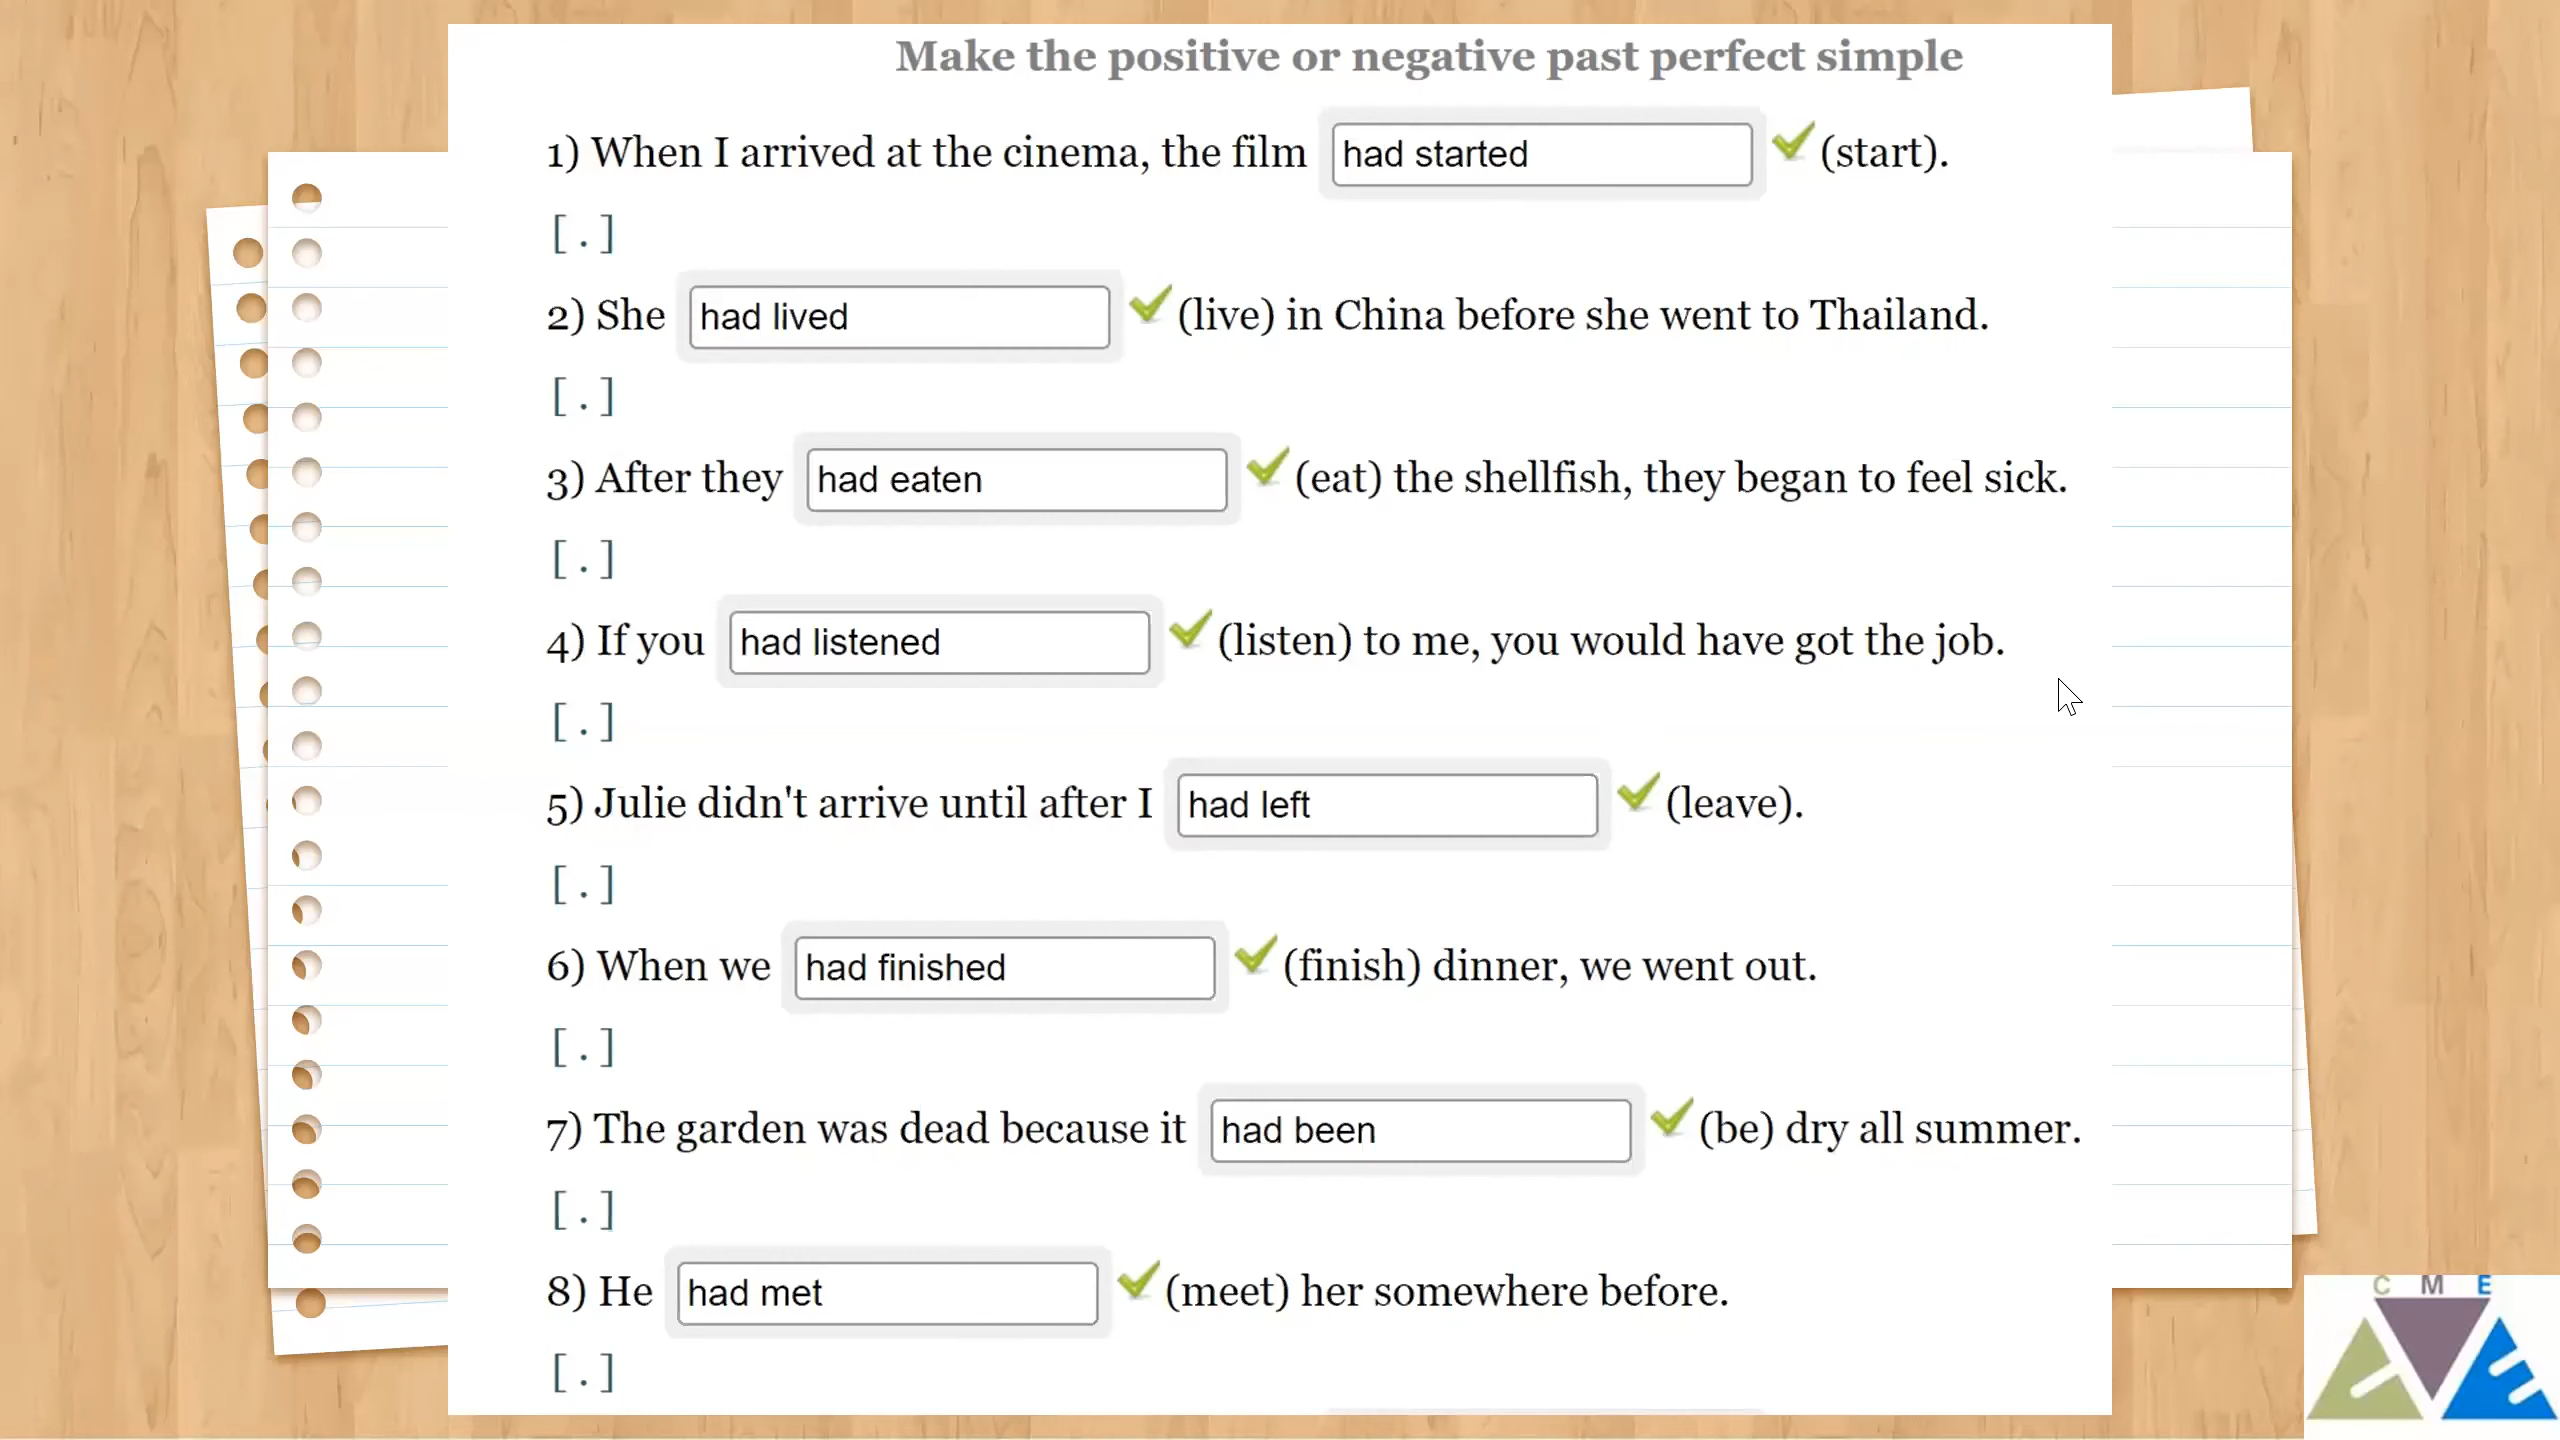 Make the positive or negative past perfect simple
1) When I arrived at the cinema, the film had started (start).
[ . ]
2) She had lived (live) in China before she went to Thailand.
[ . ]
3) After they had eaten (eat) the shellfish, they began to feel sick.
[ . ]
4) If you had listened (listen) to me, you would have got the job.
[ . ]
5) Julie didn't arrive until after I had left (leave).
[ . ]
6) When we had finished (finish) dinner, we went out.
[ . ]
7) The garden was dead because it had been (be) dry all summer.
[ . ]
8) He had met (meet) her somewhere before.
[ . ]
C M E